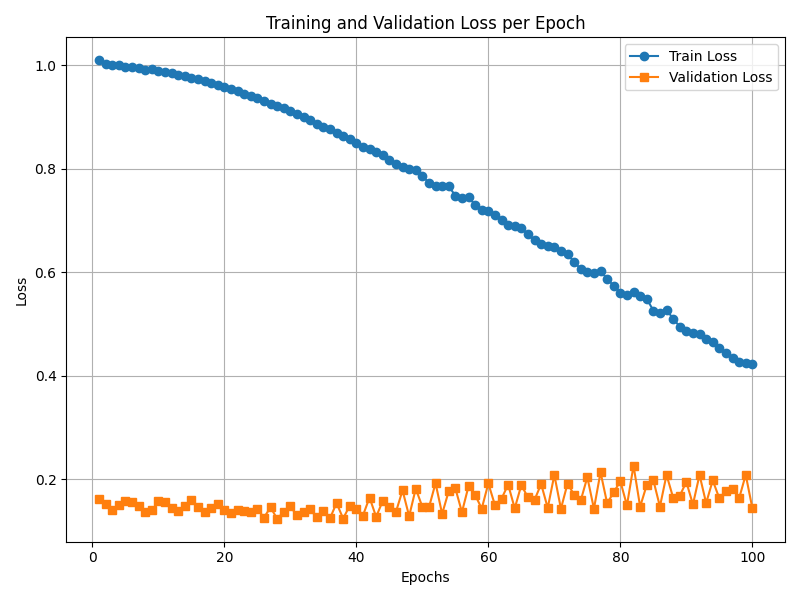 Training and Validation Loss per Epoch
Train Loss
Validation Loss
1.0
0.8
0.6
0.4
0.2
Loss
0 20 40 60 80 100
Epochs